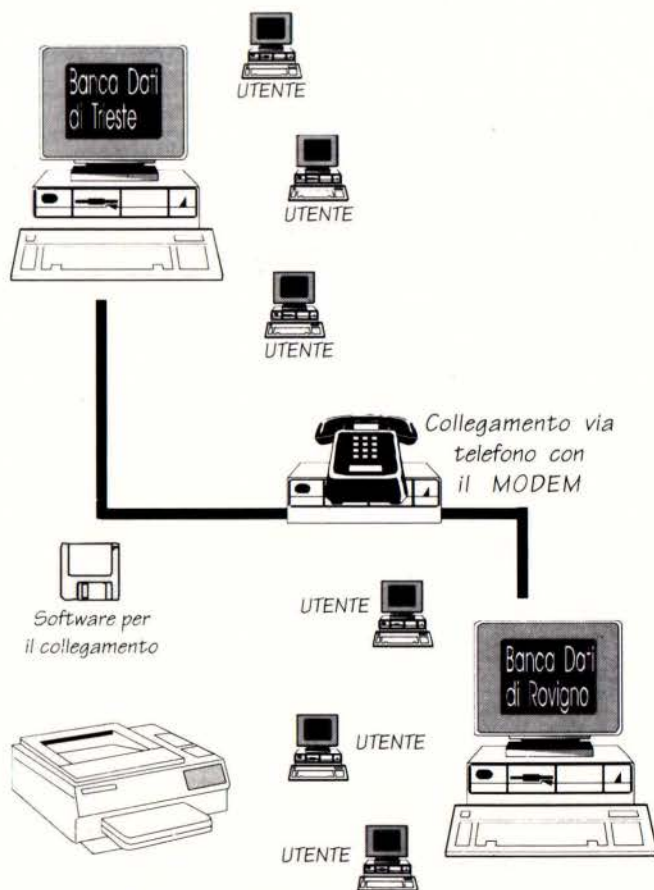 Banca Dati
di Trieste
UTENTE
UTENTE
UTENTE
Collegamento via
telefono con
il MODEM
Software per
il collegamento
UTENTE
Banca Dati
di Rovigno
UTENTE
UTENTE